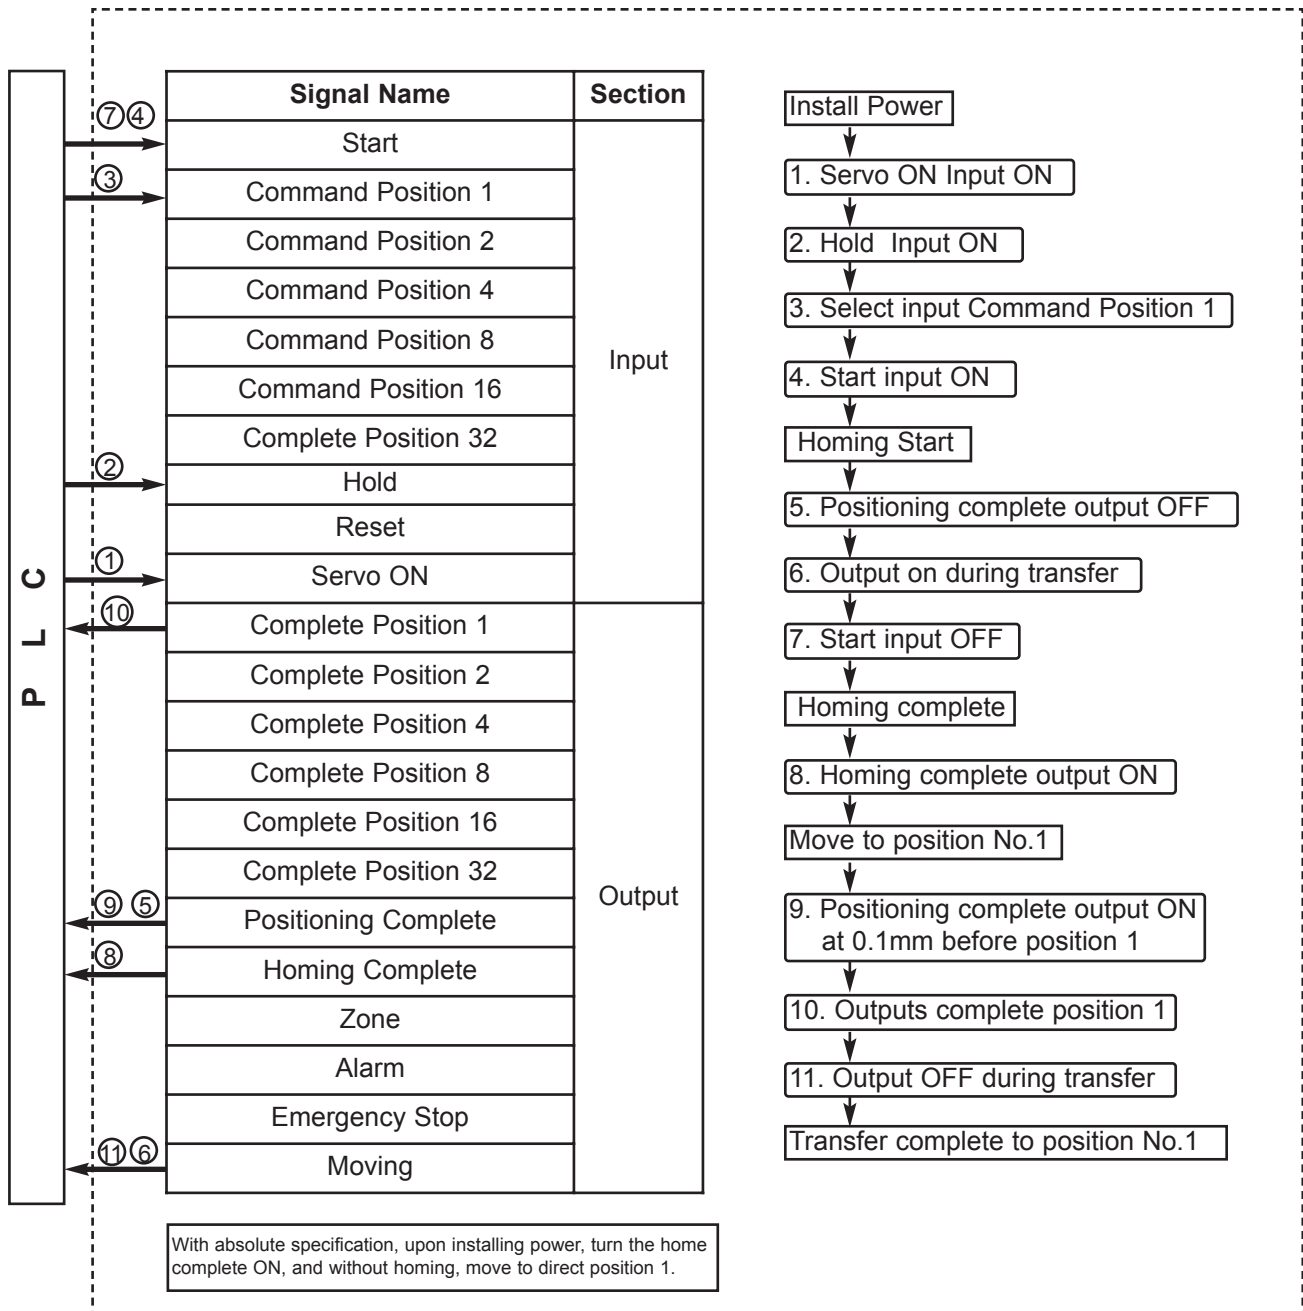 PLC
Signal Name Section
⑦④
Start
③
Command Position 1
Command Position 2
Command Position 4
Command Position 8
Command Position 16
Complete Position 32
②
Hold
Reset
①
Servo ON
Input
⑩
Complete Position 1
Complete Position 2
Complete Position 4
Complete Position 8
Complete Position 16
Complete Position 32
⑨ ⑤
Positioning Complete
⑧
Homing Complete
Zone
Alarm
Emergency Stop
⑪⑥
Moving
Output
With absolute specification, upon installing power, turn the home
complete ON, and without homing, move to direct position 1.
Install Power
1. Servo ON Input ON
2. Hold Input ON
3. Select input Command Position 1
4. Start input ON
Homing Start
5. Positioning complete output OFF
6. Output on during transfer
7. Start input OFF
Homing complete
8. Homing complete output ON
Move to position No.1
9. Positioning complete output ON
at 0.1mm before position 1
10. Outputs complete position 1
11. Output OFF during transfer
Transfer complete to position No.1